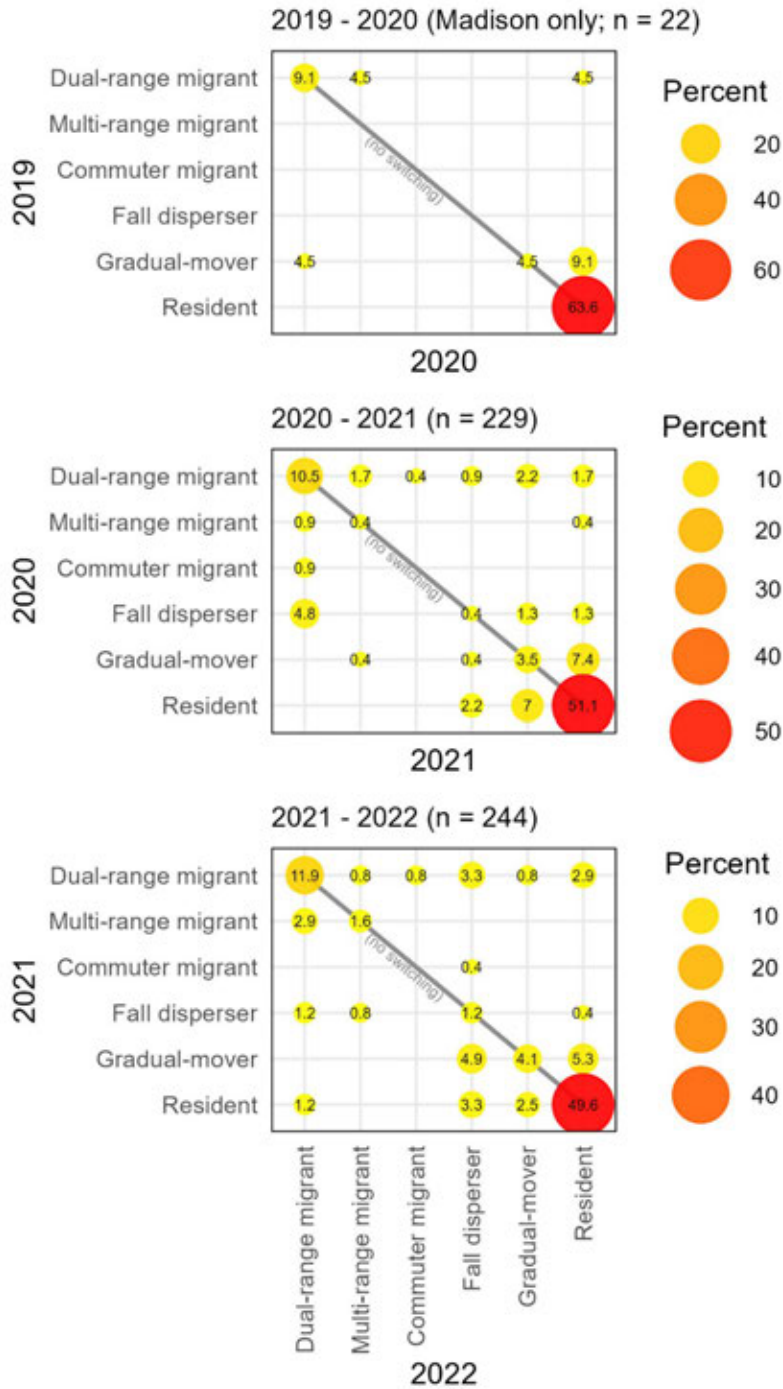 2019 - 2020 (Madison only; n = 22)
Dual-range migrant 9.1 4.5 4.5
Multi-range migrant
Commuter migrant
Fall disperser
Gradual-mover 4.5 4.5 9.1
Resident 63.6
(no switching)
2019
2020
Percent
20
40
60
2020 - 2021 (n = 229)
Dual-range migrant 10.5 1.7 0.4 0.9 2.2 1.7
Multi-range migrant 0.9 0.4 0.4
Commuter migrant 0.9
Fall disperser 4.8 0.4 1.3 1.3
Gradual-mover 0.4 0.4 3.5 7.4
Resident 2.2 7 51.1
(no switching)
2020
2021
Percent
10
20
30
40
50
2021 - 2022 (n = 244)
Dual-range migrant 11.9 0.8 0.8 3.3 0.8 2.9
Multi-range migrant 2.9 1.6
Commuter migrant 0.4
Fall disperser 1.2 0.8 1.2 0.4
Gradual-mover 4.9 4.1 5.3
Resident 1.2 3.3 2.5 49.6
(no switching)
2021
Dual-range migrant
Multi-range migrant
Commuter migrant
Fall disperser
Gradual-mover
Resident
2022
Percent
10
20
30
40